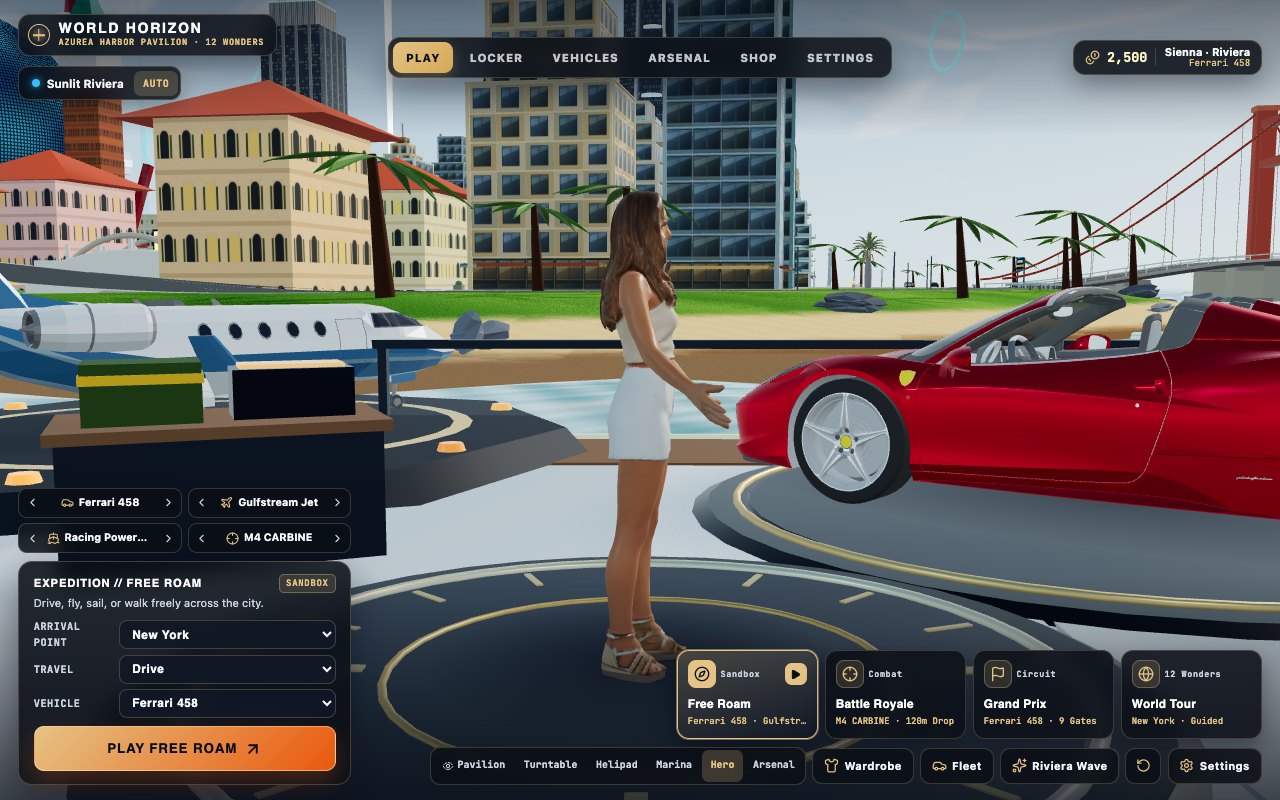 WORLD HORIZON
AZUREA HARBOR PAVILION · 12 WONDERS
Sunlit Riviera AUTO
PLAY LOCKER VEHICLES ARSENAL SHOP SETTINGS
2,500
Sienna · Riviera
Ferrari 458
Ferrari 458
Gulfstream Jet
Racing Power...
M4 CARBINE
EXPEDITION // FREE ROAM SANDBOX
Drive, fly, sail, or walk freely across the city.
ARRIVAL POINT New York
TRAVEL Drive
VEHICLE Ferrari 458
PLAY FREE ROAM
Sandbox
Free Roam
Ferrari 458 · Gulfstr...
Combat
Battle Royale
M4 CARBINE · 120m Drop
Circuit
Grand Prix
Ferrari 458 · 9 Gates
12 Wonders
World Tour
New York · Guided
Pavilion Turntable Helipad Marina Hero Arsenal
Wardrobe
Fleet
Riviera Wave
Settings